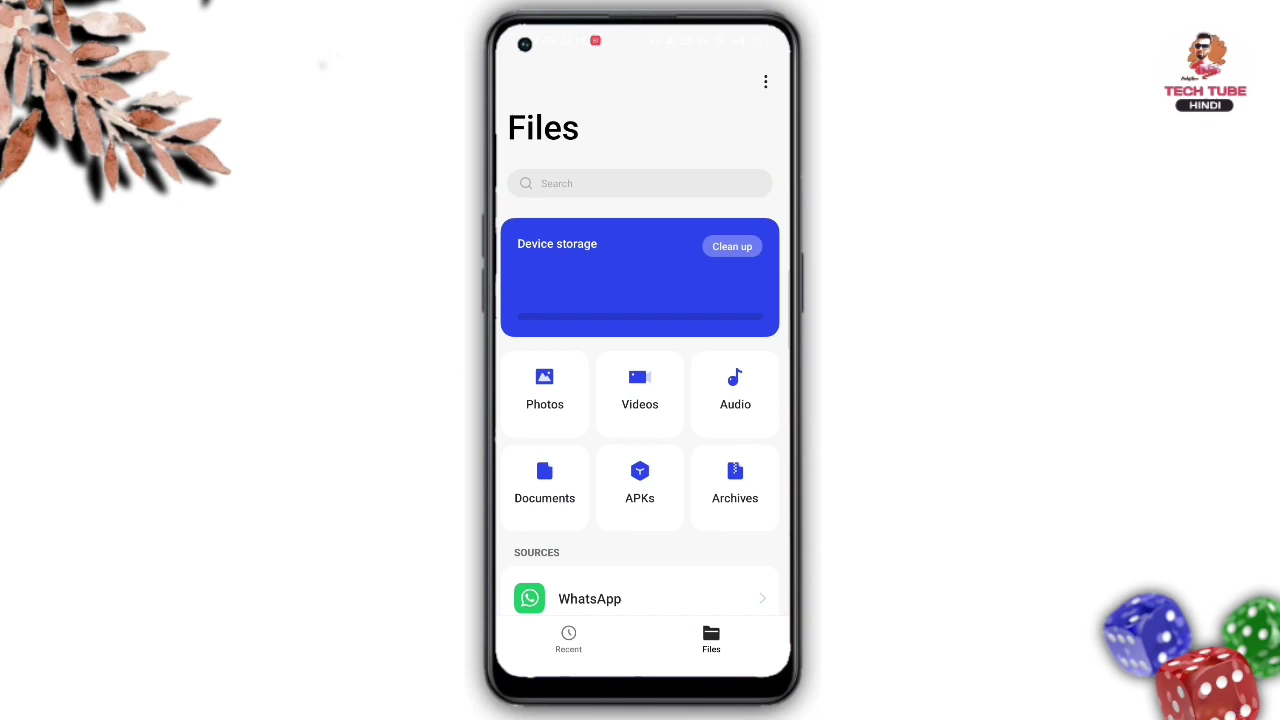 TECH TUBE
HINDI
Files
Search
Device storage
Clean up
Photos
Videos
Audio
Documents
APKs
Archives
SOURCES
WhatsApp
Recent
Files